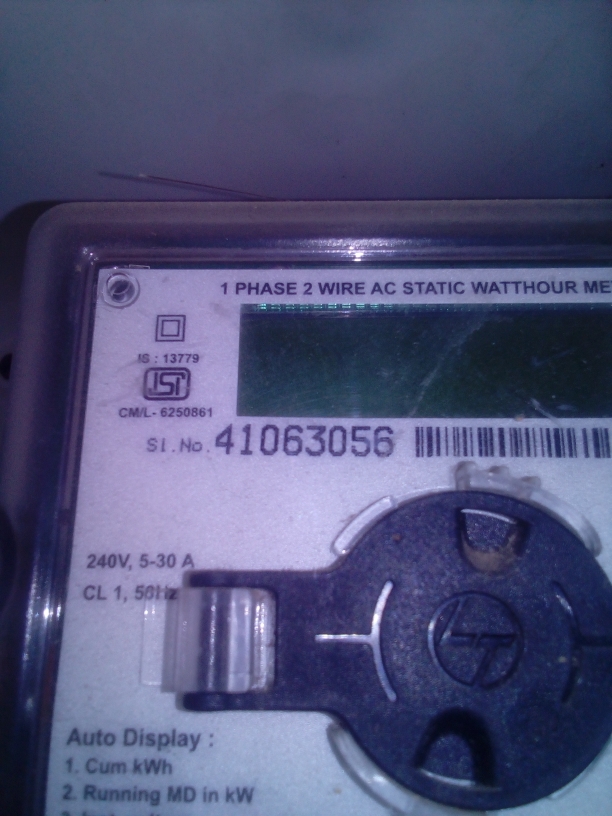 1 PHASE 2 WIRE AC STATIC WATTHOUR
IS : 13779
ISI
CM/L- 6250861
Sl.No. 41063056
240V, 5-30 A
CL 1, 50Hz
Auto Display :
1. Cum kWh
2. Running MD in kW